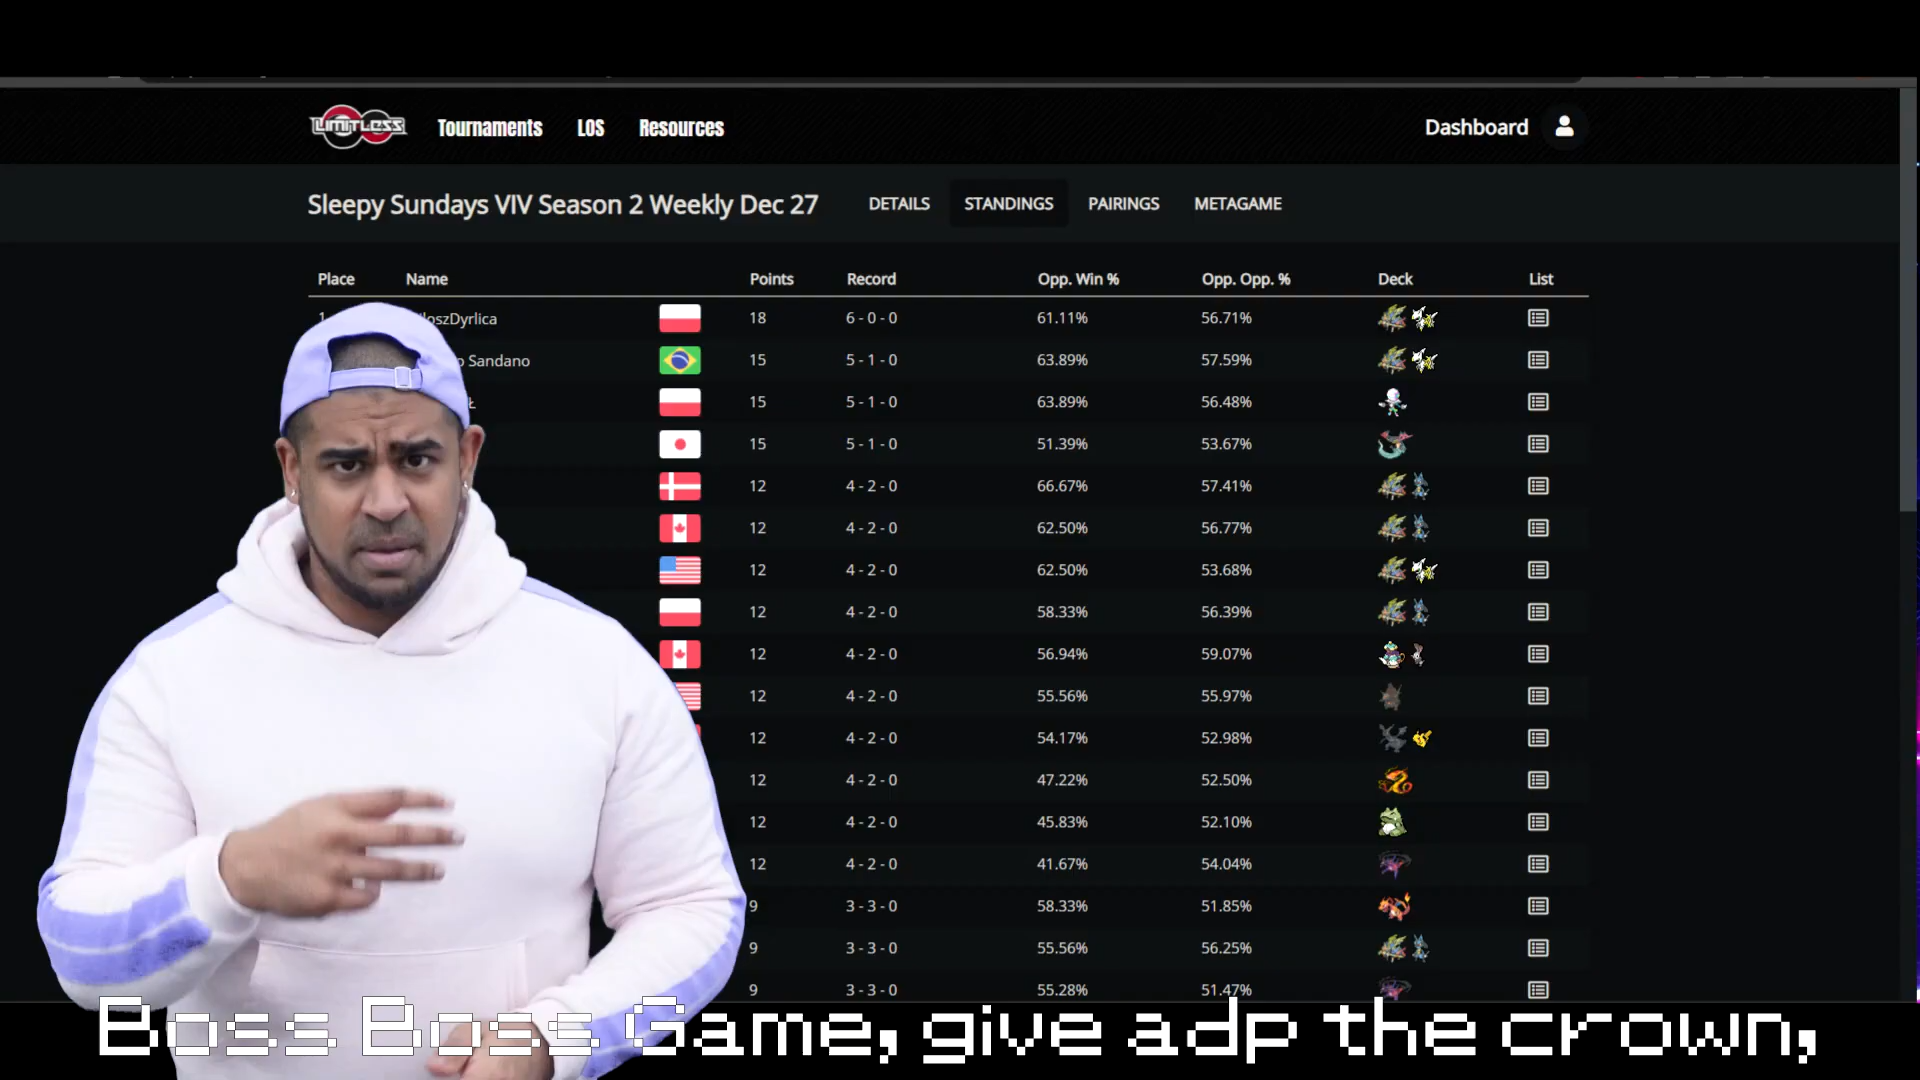 LIMITLESS Tournaments LOS Resources Dashboard
Sleepy Sundays VIV Season 2 Weekly Dec 27 DETAILS STANDINGS PAIRINGS METAGAME
Place Name Points Record Opp. Win % Opp. Opp. % Deck List
18 6 - 0 - 0 61.11% 56.71%
Sandano 15 5 - 1 - 0 63.89% 57.59%
15 5 - 1 - 0 63.89% 56.48%
15 5 - 1 - 0 51.39% 53.67%
12 4 - 2 - 0 66.67% 57.41%
12 4 - 2 - 0 62.50% 56.77%
12 4 - 2 - 0 62.50% 53.68%
12 4 - 2 - 0 58.33% 56.39%
12 4 - 2 - 0 56.94% 59.07%
12 4 - 2 - 0 55.56% 55.97%
12 4 - 2 - 0 54.17% 52.98%
12 4 - 2 - 0 47.22% 52.50%
12 4 - 2 - 0 45.83% 52.10%
12 4 - 2 - 0 41.67% 54.04%
9 3 - 3 - 0 58.33% 51.85%
9 3 - 3 - 0 55.56% 56.25%
9 3 - 3 - 0 55.28% 51.47%
Boss Boss Game, give adp the crown,